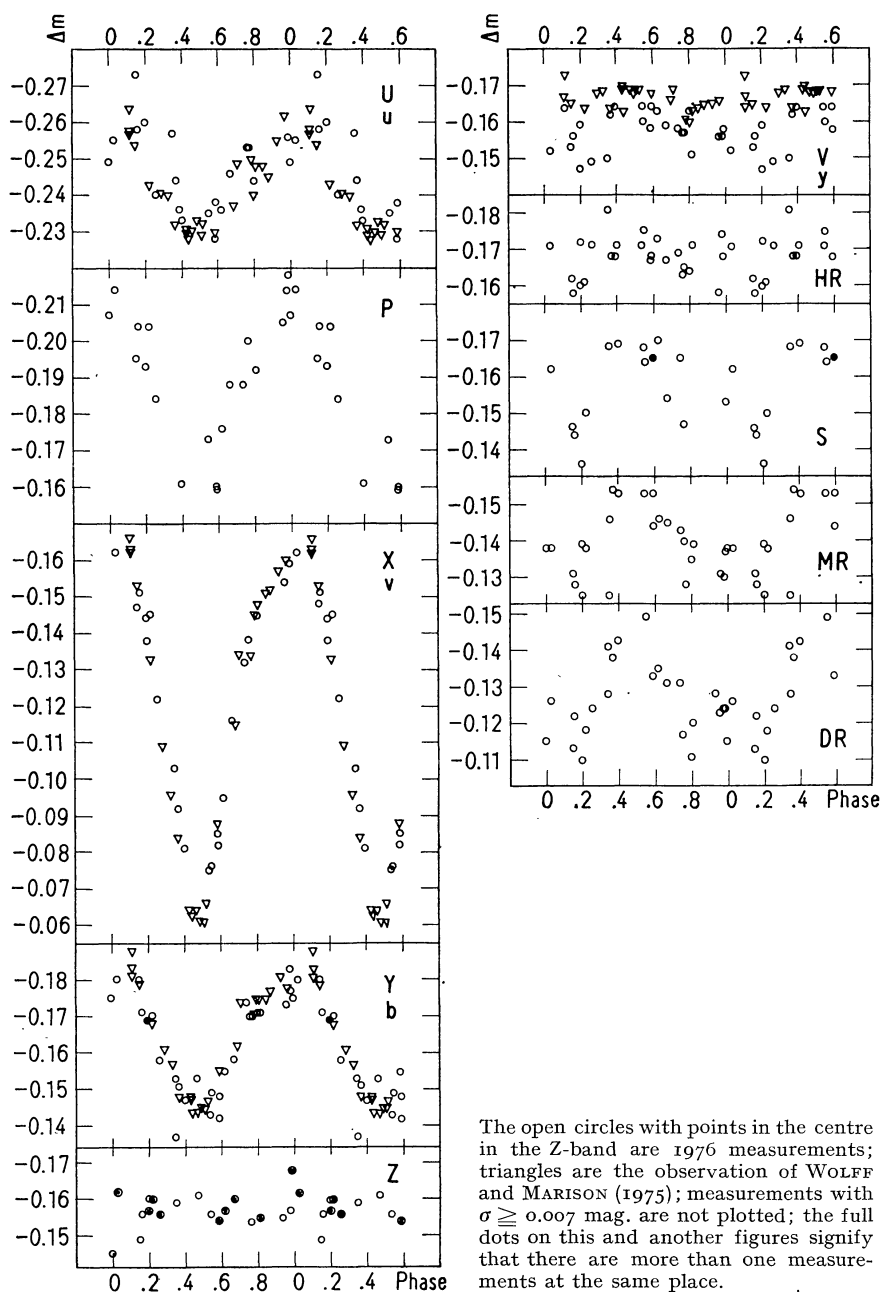 Δm 0 .2 .4 .6 .8 0 .2 .4 .6
-0.27
-0.26
-0.25
-0.24
-0.23
U
u
-0.21
-0.20
-0.19
-0.18
-0.17
-0.16
P
-0.16
-0.15
-0.14
-0.13
-0.12
-0.11
-0.10
-0.09
-0.08
-0.07
-0.06
X
v
-0.18
-0.17
-0.16
-0.15
-0.14
Y
b
-0.17
-0.16
-0.15
Z
0 .2 .4 .6 .8 0 .2 .4 Phase
Δm 0 .2 .4 .6 .8 0 .2 .4 .6
-0.17
-0.16
-0.15
V
y
-0.18
-0.17
-0.16
HR
-0.17
-0.16
-0.15
-0.14
S
-0.15
-0.14
-0.13
MR
-0.15
-0.14
-0.13
-0.12
-0.11
DR
0 .2 .4 .6 .8 0 .2 .4 Phase
The open circles with points in the centre
in the Z-band are 1976 measurements;
triangles are the observation of WOLFF
and MARISON (1975); measurements with
σ ≧ 0.007 mag. are not plotted; the full
dots on this and another figures signify
that there are more than one measure-
ments at the same place.